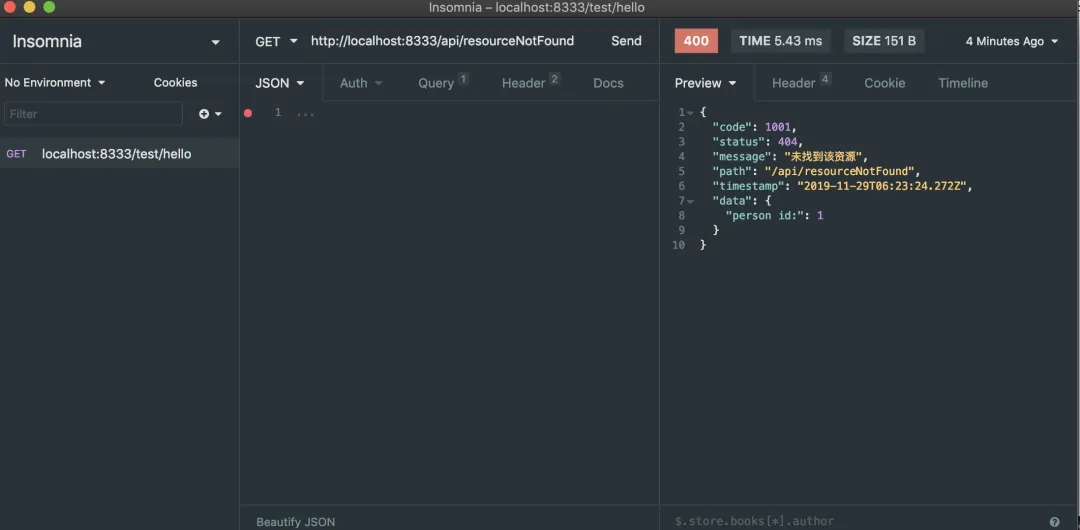 Insomnia – localhost:8333/test/hello
Insomnia
GET http://localhost:8333/api/resourceNotFound Send
400 TIME 5.43 ms SIZE 151 B 4 Minutes Ago
No Environment Cookies
JSON Auth Query 1 Header 2 Docs
Preview Header 4 Cookie Timeline
Filter
GET localhost:8333/test/hello
1 ...
1 {
2 "code": 1001,
3 "status": 404,
4 "message": "未找到该资源",
5 "path": "/api/resourceNotFound",
6 "timestamp": "2019-11-29T06:23:24.272Z",
7 "data": {
8 "person id:": 1
9 }
10 }
Beautify JSON
$.store.books[*].author